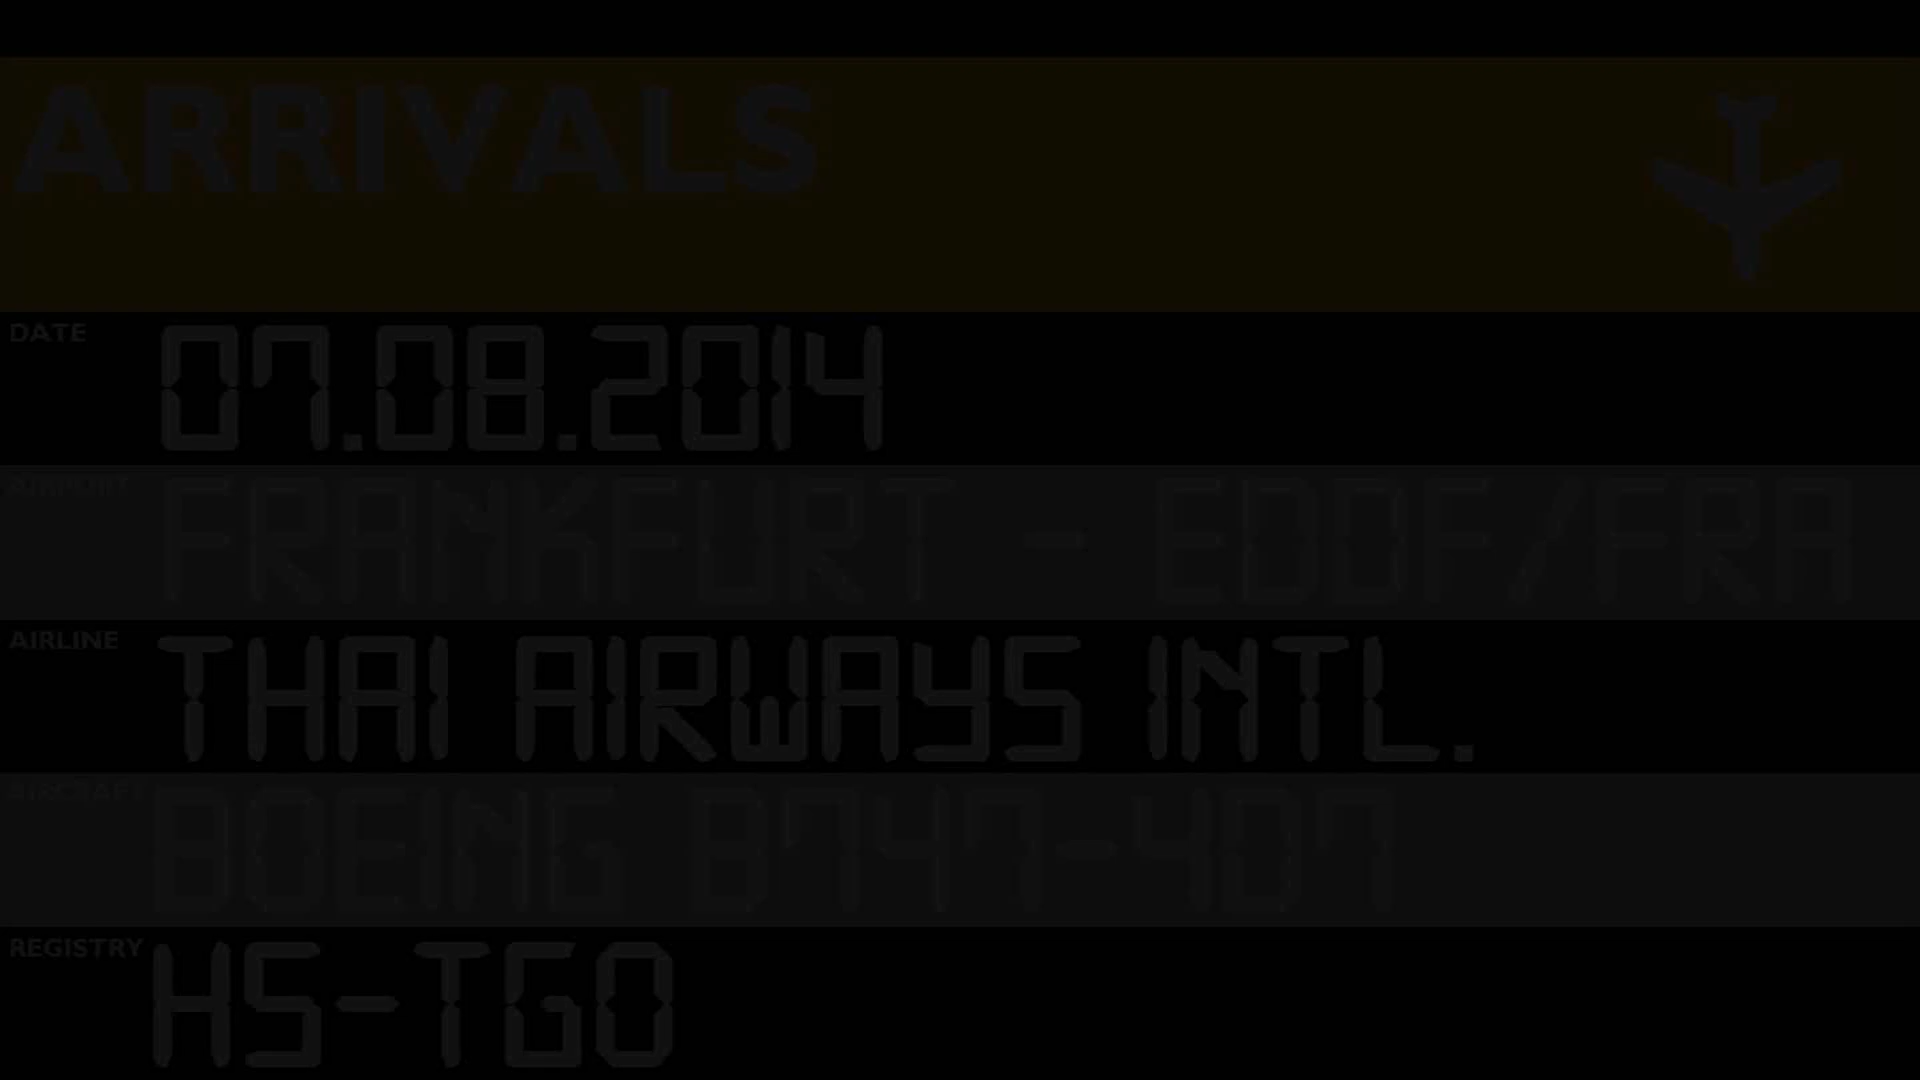 ARRIVALS
DATE 07.08.2014
AIRPORT FRANKFURT - EDDF/FRA
AIRLINE THAI AIRWAYS INTL.
AIRCRAFT BOEING B747-407
REGISTRY HS-TGO